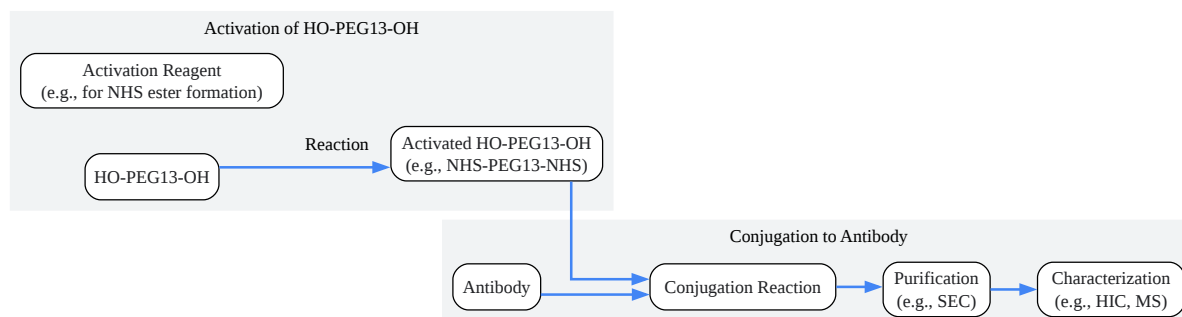 Activation of HO-PEG13-OH
Activation Reagent
(e.g., for NHS ester formation)
Reaction
HO-PEG13-OH
Activated HO-PEG13-OH
(e.g., NHS-PEG13-NHS)
Conjugation to Antibody
Antibody
Conjugation Reaction
Purification
(e.g., SEC)
Characterization
(e.g., HIC, MS)